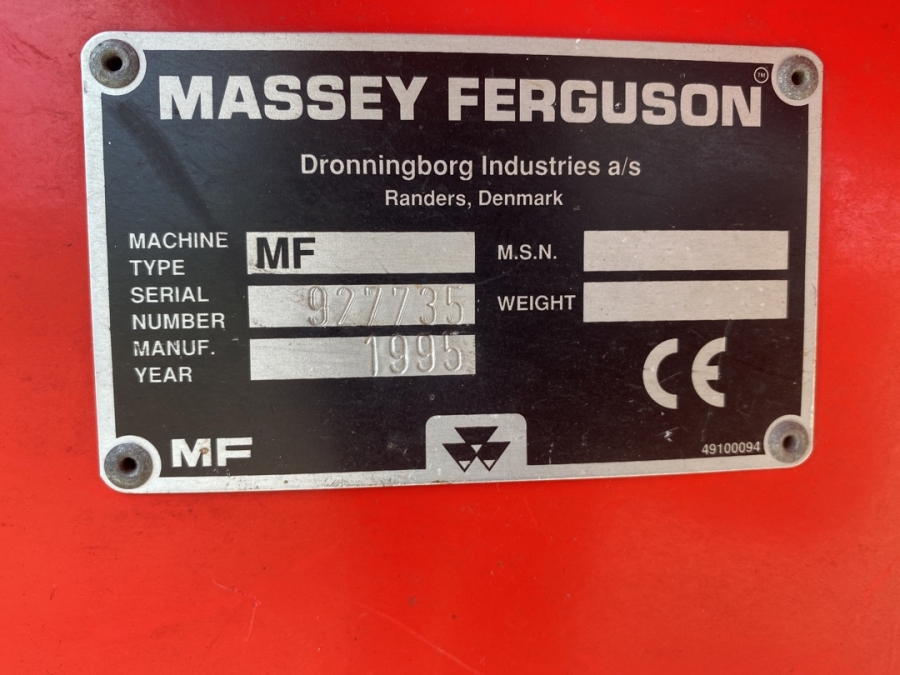 MASSEY FERGUSON ™
Dronningborg Industries a/s
Randers, Denmark
MACHINE TYPE MF
M.S.N.
SERIAL NUMBER 927735
WEIGHT
MANUF. YEAR 1995
CE
MF
49100094